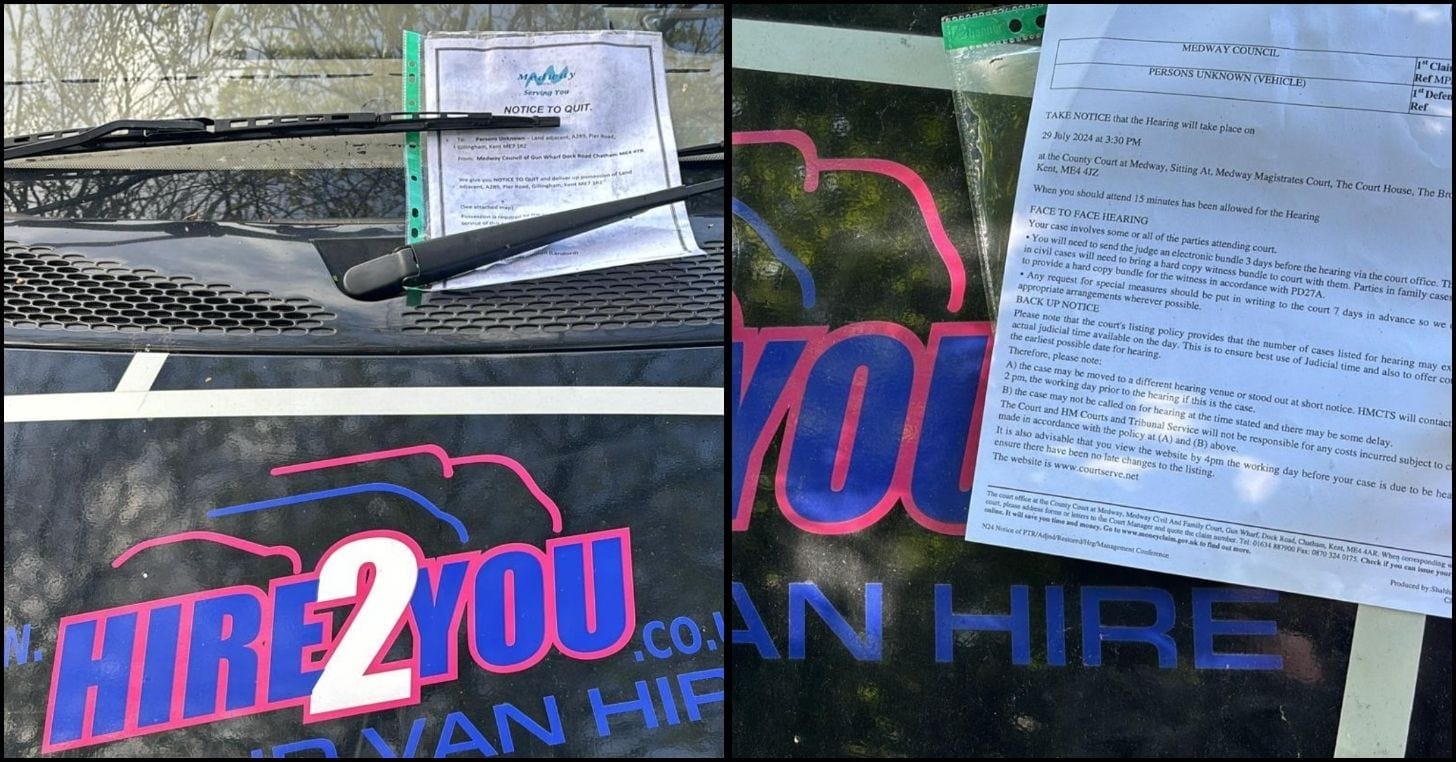 Medway
Serving You
NOTICE TO QUIT.
To: Persons Unknown – Land adjacent, A289, Pier Road,
Gillingham, Kent ME7 1RZ
From: Medway Council of Gun Wharf Dock Road Chatham ME4 4TR.
We give you NOTICE TO QUIT and deliver up possession of Land
adjacent, A289, Pier Road, Gillingham, Kent ME7 1RZ
(See attached map)
Possession is required
service of this
W.
HIRE2YOU
.CO.
VAN HIR
MEDWAY COUNCIL
1st Clai
Ref MP
PERSONS UNKNOWN (VEHICLE)
1st Defen
Ref
TAKE NOTICE that the Hearing will take place on
29 July 2024 at 3:30 PM
at the County Court at Medway, Sitting At, Medway Magistrates Court, The Court House, The Bro
Kent, ME4 4JZ
When you should attend 15 minutes has been allowed for the Hearing
FACE TO FACE HEARING
Your case involves some or all of the parties attending court.
• You will need to send the judge an electronic bundle 3 days before the hearing via the court office. Th
in civil cases will need to bring a hard copy witness bundle to court with them. Parties in family case
to provide a hard copy bundle for the witness in accordance with PD27A.
• Any request for special measures should be put in writing to the court 7 days in advance so we
appropriate arrangements wherever possible.
BACK UP NOTICE
Please note that the court's listing policy provides that the number of cases listed for hearing may ex
actual judicial time available on the day. This is to ensure best use of Judicial time and also to offer co
the earliest possible date for hearing.
Therefore, please note:
A) the case may be moved to a different hearing venue or stood out at short notice. HMCTS will contact
2 pm, the working day prior to the hearing if this is the case.
B) the case may not be called on for hearing at the time stated and there may be some delay.
The Court and HM Courts and Tribunal Service will not be responsible for any costs incurred subject to c
made in accordance with the policy at (A) and (B) above.
It is also advisable that you view the website by 4pm the working day before your case is due to be hea
ensure there have been no late changes to the listing.
The website is www.courtserve.net
The court office at the County Court at Medway, Medway Civil And Family Court, Gun Wharf, Dock Road, Chatham, Kent, ME4 4AR. When corresponding w
court, please address forms or letters to the Court Manager and quote the claim number. Tel: 01634 887900 Fax: 0870 324 0175. Check if you can issue your
online. It will save you time and money. Go to www.moneyclaim.gov.uk to find out more.
N24 Notice of PTR/Adjnd/Restored/Hrg/Management Conference
Produced by:
YOU
AN HIRE